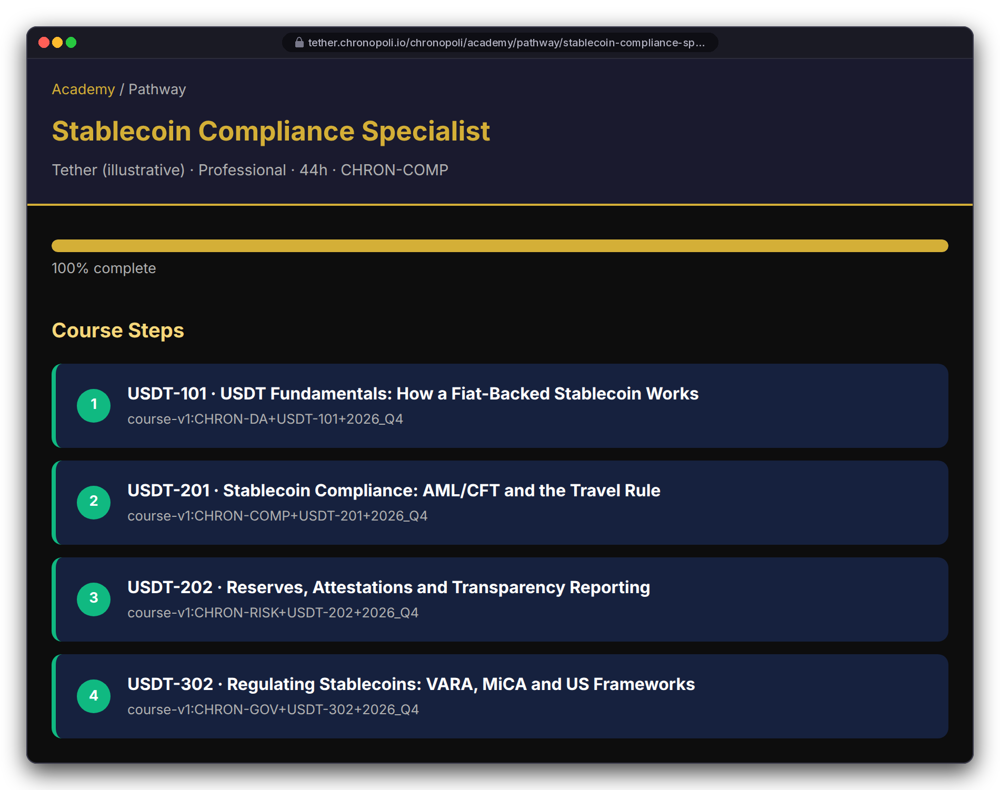 tether.chronopoli.io/chronopoli/academy/pathway/stablecoin-compliance-sp...
Academy / Pathway
Stablecoin Compliance Specialist
Tether (illustrative) · Professional · 44h · CHRON-COMP
100% complete
Course Steps
1
USDT-101 · USDT Fundamentals: How a Fiat-Backed Stablecoin Works
course-v1:CHRON-DA+USDT-101+2026_Q4
2
USDT-201 · Stablecoin Compliance: AML/CFT and the Travel Rule
course-v1:CHRON-COMP+USDT-201+2026_Q4
3
USDT-202 · Reserves, Attestations and Transparency Reporting
course-v1:CHRON-RISK+USDT-202+2026_Q4
4
USDT-302 · Regulating Stablecoins: VARA, MiCA and US Frameworks
course-v1:CHRON-GOV+USDT-302+2026_Q4